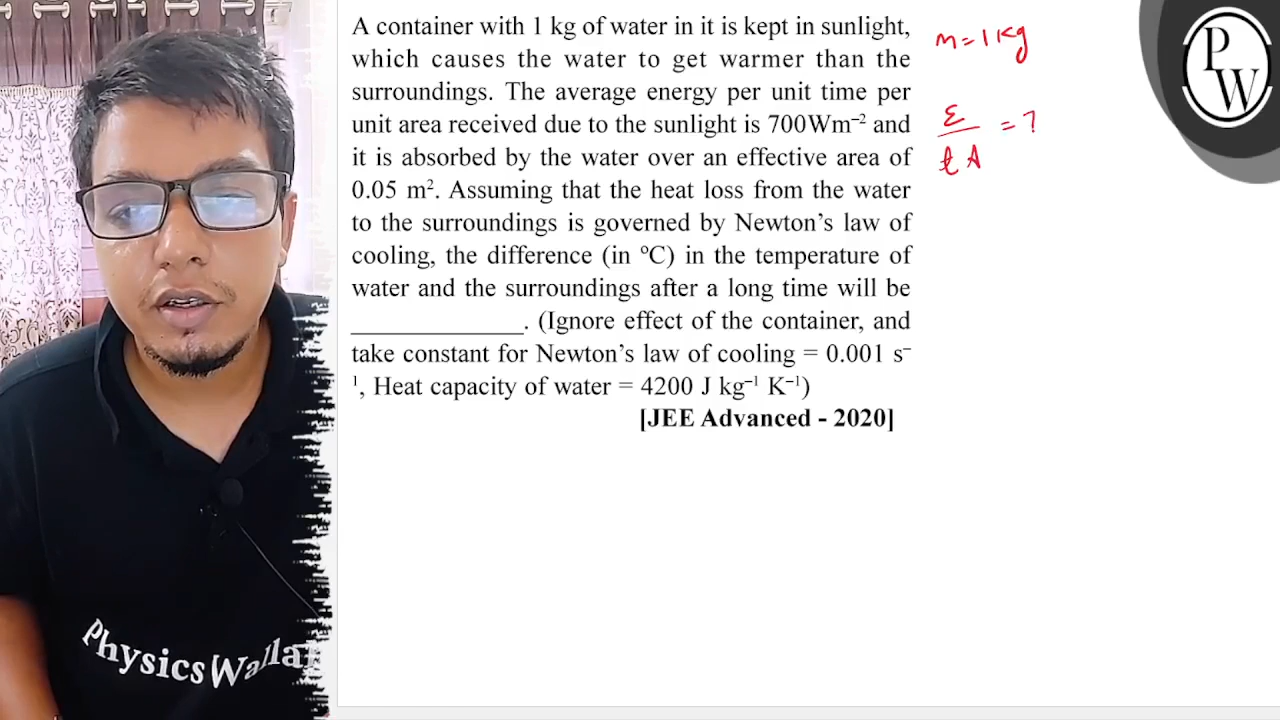 A container with 1 kg of water in it is kept in sunlight,
which causes the water to get warmer than the
surroundings. The average energy per unit time per
unit area received due to the sunlight is 700Wm⁻² and
it is absorbed by the water over an effective area of
0.05 m². Assuming that the heat loss from the water
to the surroundings is governed by Newton's law of
cooling, the difference (in ºC) in the temperature of
water and the surroundings after a long time will be
_____________. (Ignore effect of the container, and
take constant for Newton's law of cooling = 0.001 s⁻
¹, Heat capacity of water = 4200 J kg⁻¹ K⁻¹)
[JEE Advanced - 2020]
m=1kg
ε
t A
= 7
P
W
PhysicsWallah